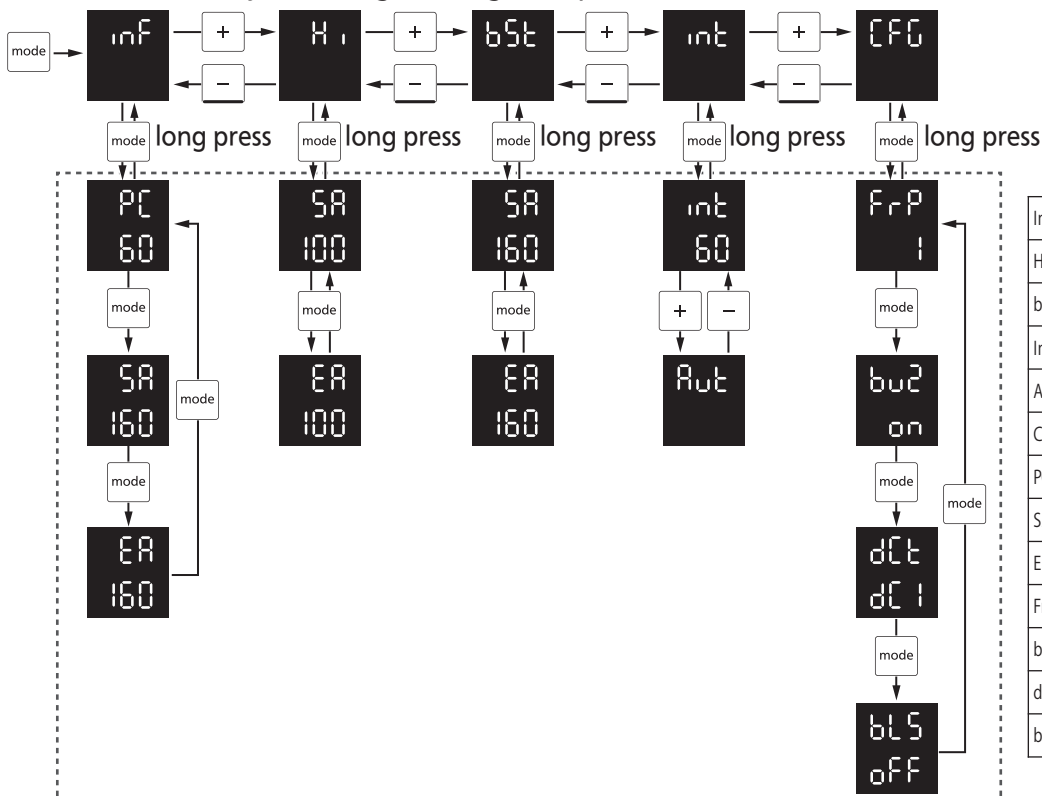 mode inF + Hi + bSt + int + CFG
- - - -
mode long press mode long press mode long press mode long press mode long press
PC SA SA int FrP
60 100 160 60 1
mode mode mode + - mode
SA EA EA Aut buZ
160 100 160 on
mode
mode mode
EA dCt
160 dC1
mode
mode
bLS
oFF